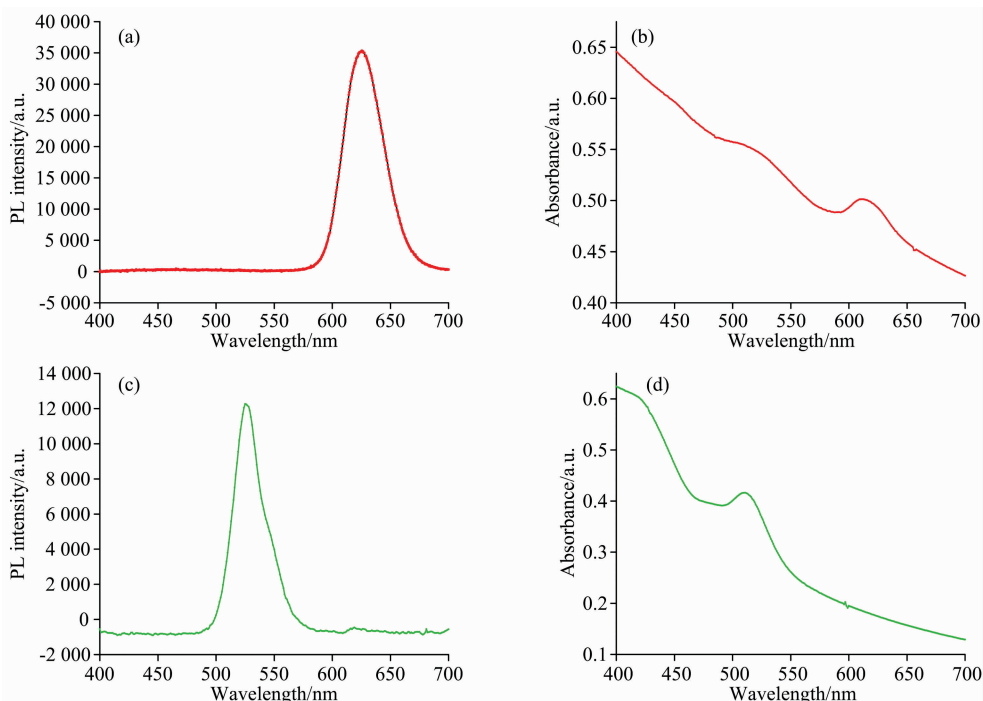 (a)
40 000
35 000
30 000
25 000
20 000
15 000
10 000
5 000
0
-5 000
PL intensity/a.u.
400 450 500 550 600 650 700
Wavelength/nm
(b)
0.65
0.60
0.55
0.50
0.45
0.40
Absorbance/a.u.
400 450 500 550 600 650 700
Wavelength/nm
(c)
14 000
12 000
10 000
8 000
6 000
4 000
2 000
0
-2 000
PL intensity/a.u.
400 450 500 550 600 650 700
Wavelength/nm
(d)
0.6
0.5
0.4
0.3
0.2
0.1
Absorbance/a.u.
400 450 500 550 600 650 700
Wavelength/nm